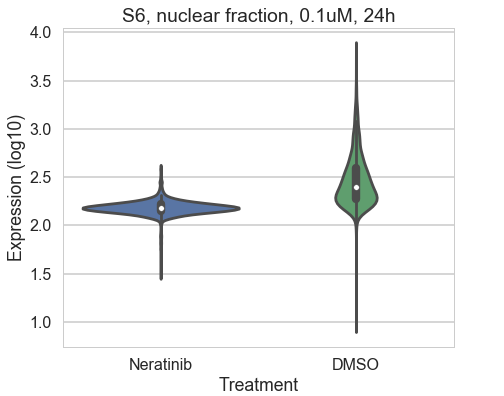 S6, nuclear fraction, 0.1uM, 24h
Expression (log10)
4.0
3.5
3.0
2.5
2.0
1.5
1.0
Neratinib
DMSO
Treatment